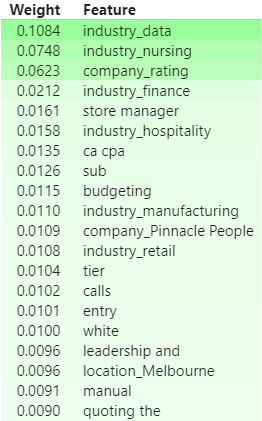 Weight Feature
0.1084 industry_data
0.0748 industry_nursing
0.0623 company_rating
0.0212 industry_finance
0.0161 store manager
0.0158 industry_hospitality
0.0135 ca cpa
0.0126 sub
0.0115 budgeting
0.0110 industry_manufacturing
0.0109 company_Pinnacle People
0.0108 industry_retail
0.0104 tier
0.0102 calls
0.0101 entry
0.0100 white
0.0096 leadership and
0.0096 location_Melbourne
0.0091 manual
0.0090 quoting the